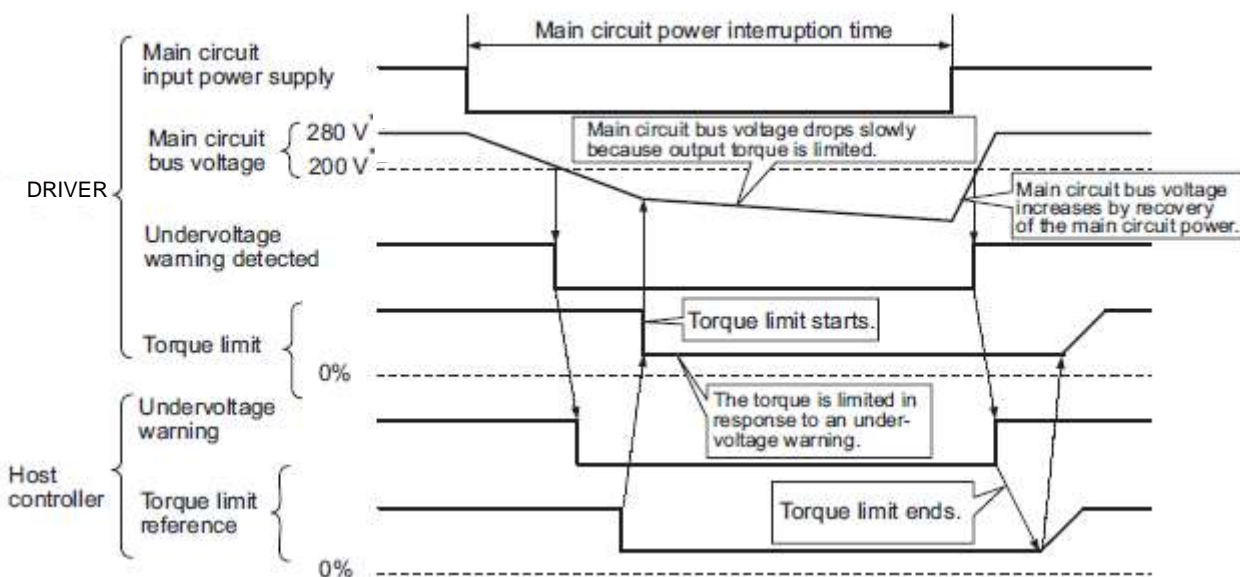 Main circuit power interruption time
Main circuit
input power supply
Main circuit
bus voltage
280 V*
200 V*
Main circuit bus voltage drops slowly
because output torque is limited.
DRIVER
Main circuit bus voltage
increases by recovery
of the main circuit power.
Undervoltage
warning detected
Torque limit starts.
Torque limit
0%
The torque is limited in
response to an under-
voltage warning.
Undervoltage
warning
Host
controller
Torque limit
reference
Torque limit ends.
0%